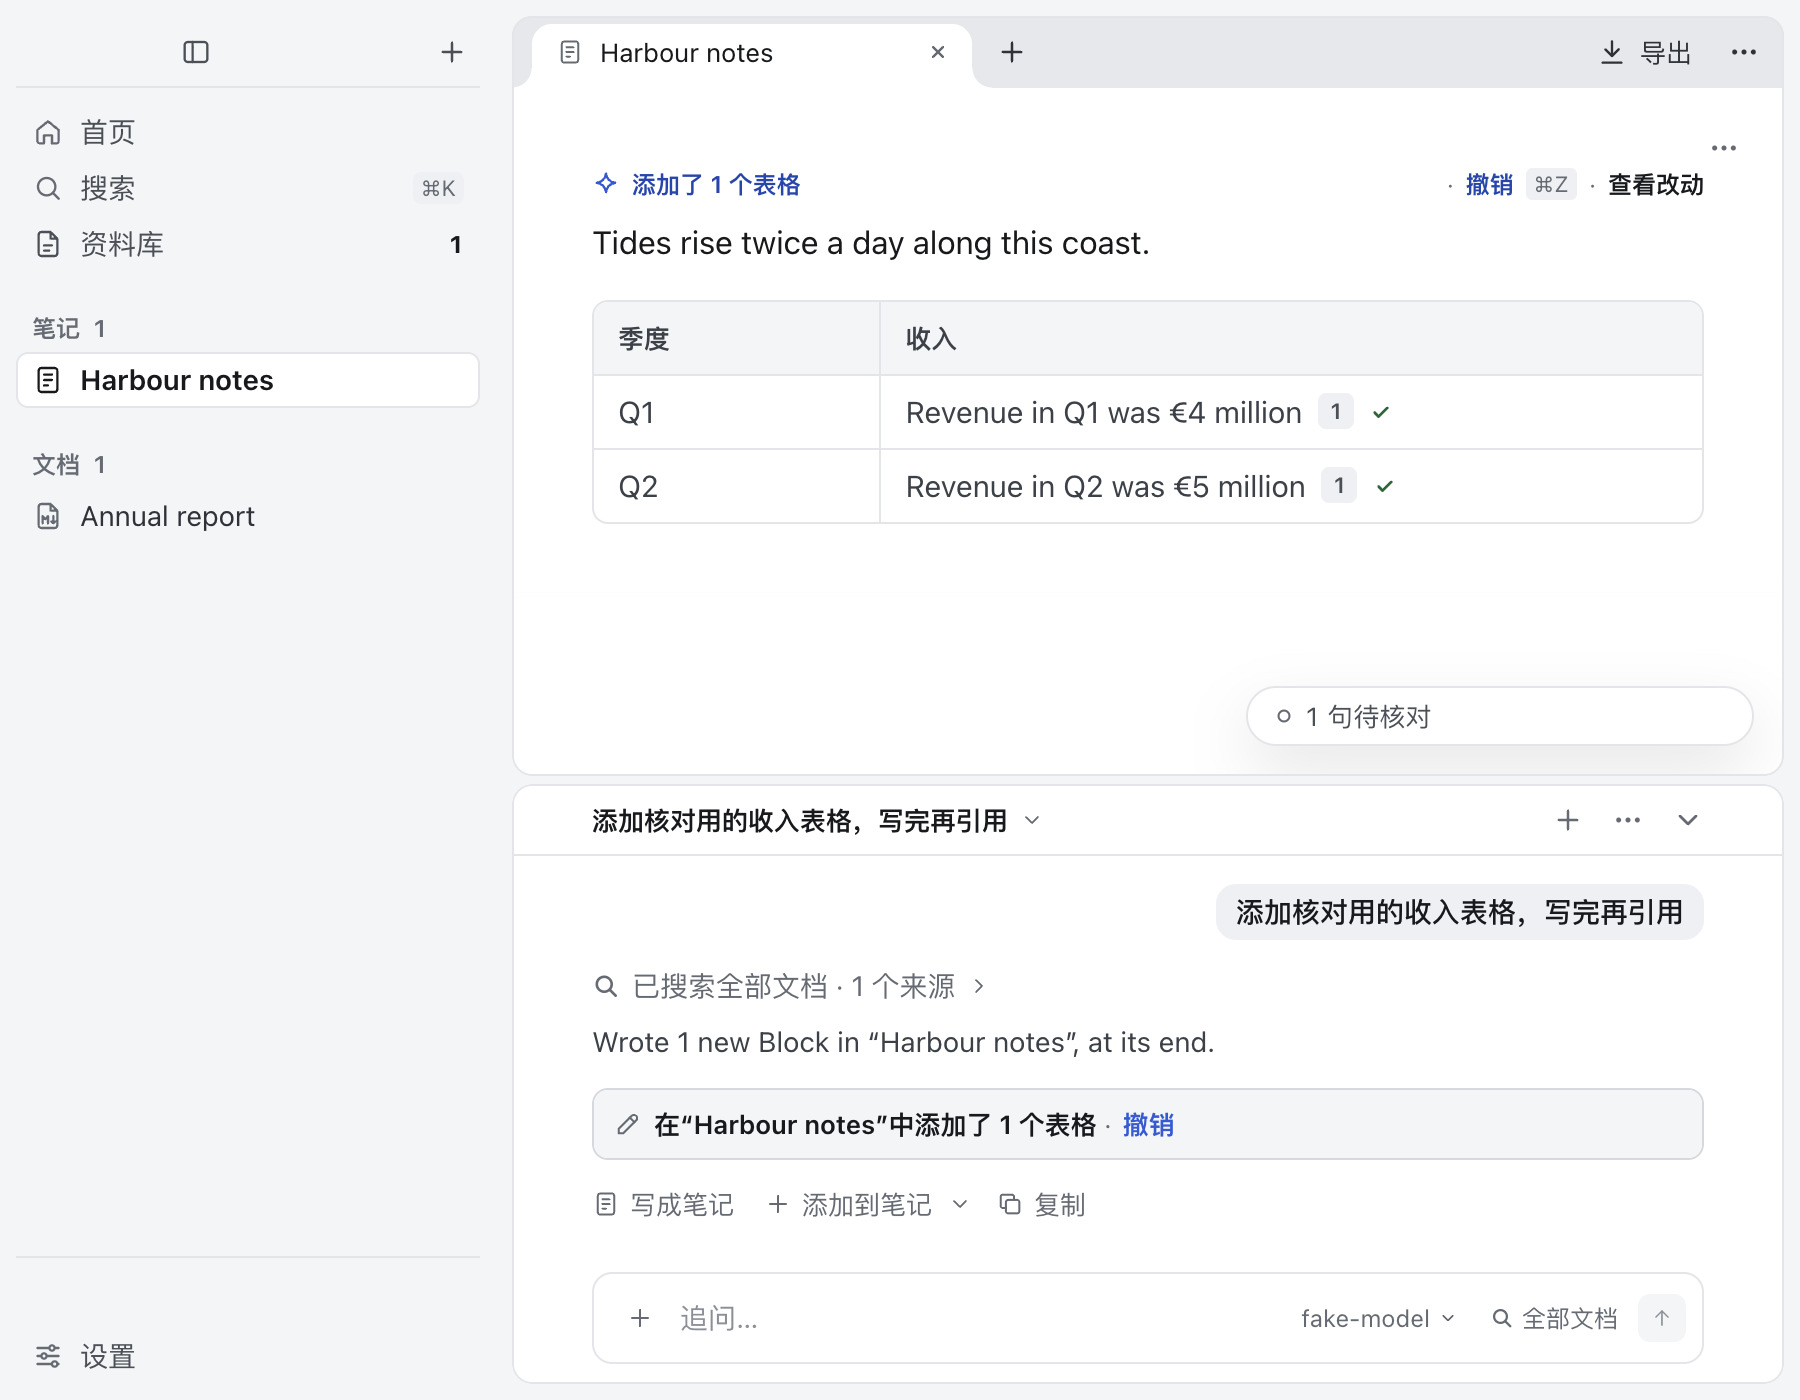 Harbour notes
导出
首页
搜索 ⌘K
资料库 1
笔记 1
Harbour notes
文档 1
Annual report
设置
添加了 1 个表格 · 撤销 ⌘Z · 查看改动
Tides rise twice a day along this coast.
季度 收入
Q1 Revenue in Q1 was €4 million 1
Q2 Revenue in Q2 was €5 million 1
1 句待核对
添加核对用的收入表格，写完再引用
添加核对用的收入表格，写完再引用
已搜索全部文档 · 1 个来源
Wrote 1 new Block in “Harbour notes”, at its end.
在“Harbour notes”中添加了 1 个表格 · 撤销
写成笔记 添加到笔记 复制
追问... fake-model 全部文档